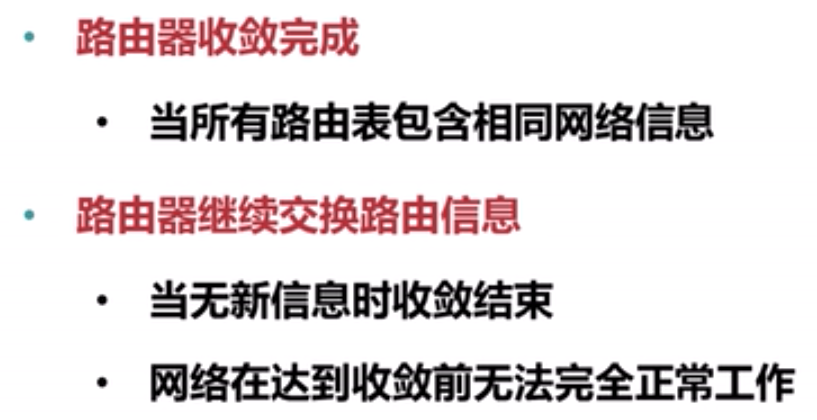 • 路由器收敛完成
• 当所有路由表包含相同网络信息
• 路由器继续交换路由信息
• 当无新信息时收敛结束
• 网络在达到收敛前无法完全正常工作